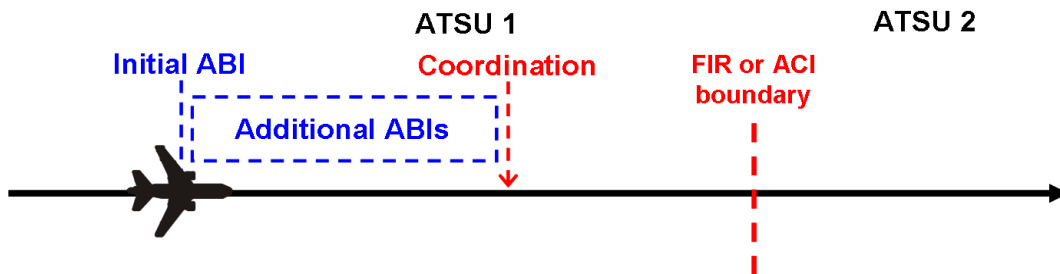 ATSU 1
ATSU 2
Initial ABI
Coordination
FIR or ACI
boundary
Additional ABIs